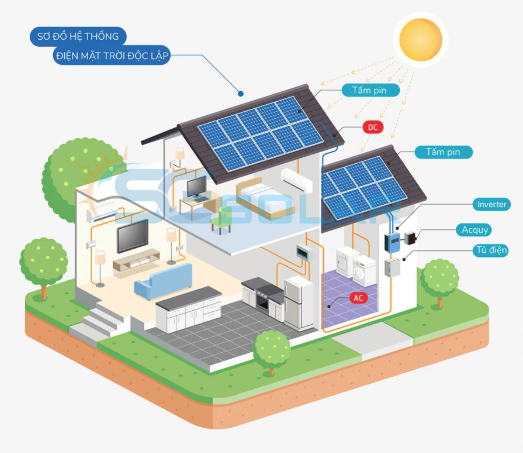 SƠ ĐỒ HỆ THỐNG
ĐIỆN MẶT TRỜI ĐỘC LẬP
Tấm pin
DC
Tấm pin
Inverter
Acquy
Tủ điện
AC